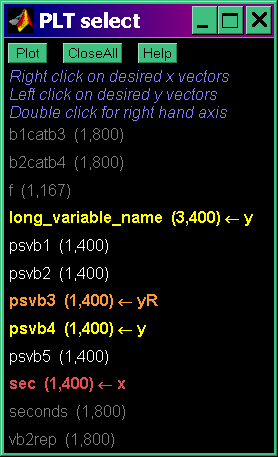 PLT select
Plot CloseAll Help
Right click on desired x vectors
Left click on desired y vectors
Double click for right hand axis
b1catb3 (1,800)
b2catb4 (1,800)
f (1,167)
long_variable_name (3,400) ← y
psvb1 (1,400)
psvb2 (1,400)
psvb3 (1,400) ← yR
psvb4 (1,400) ← y
psvb5 (1,400)
sec (1,400) ← x
seconds (1,800)
vb2rep (1,800)